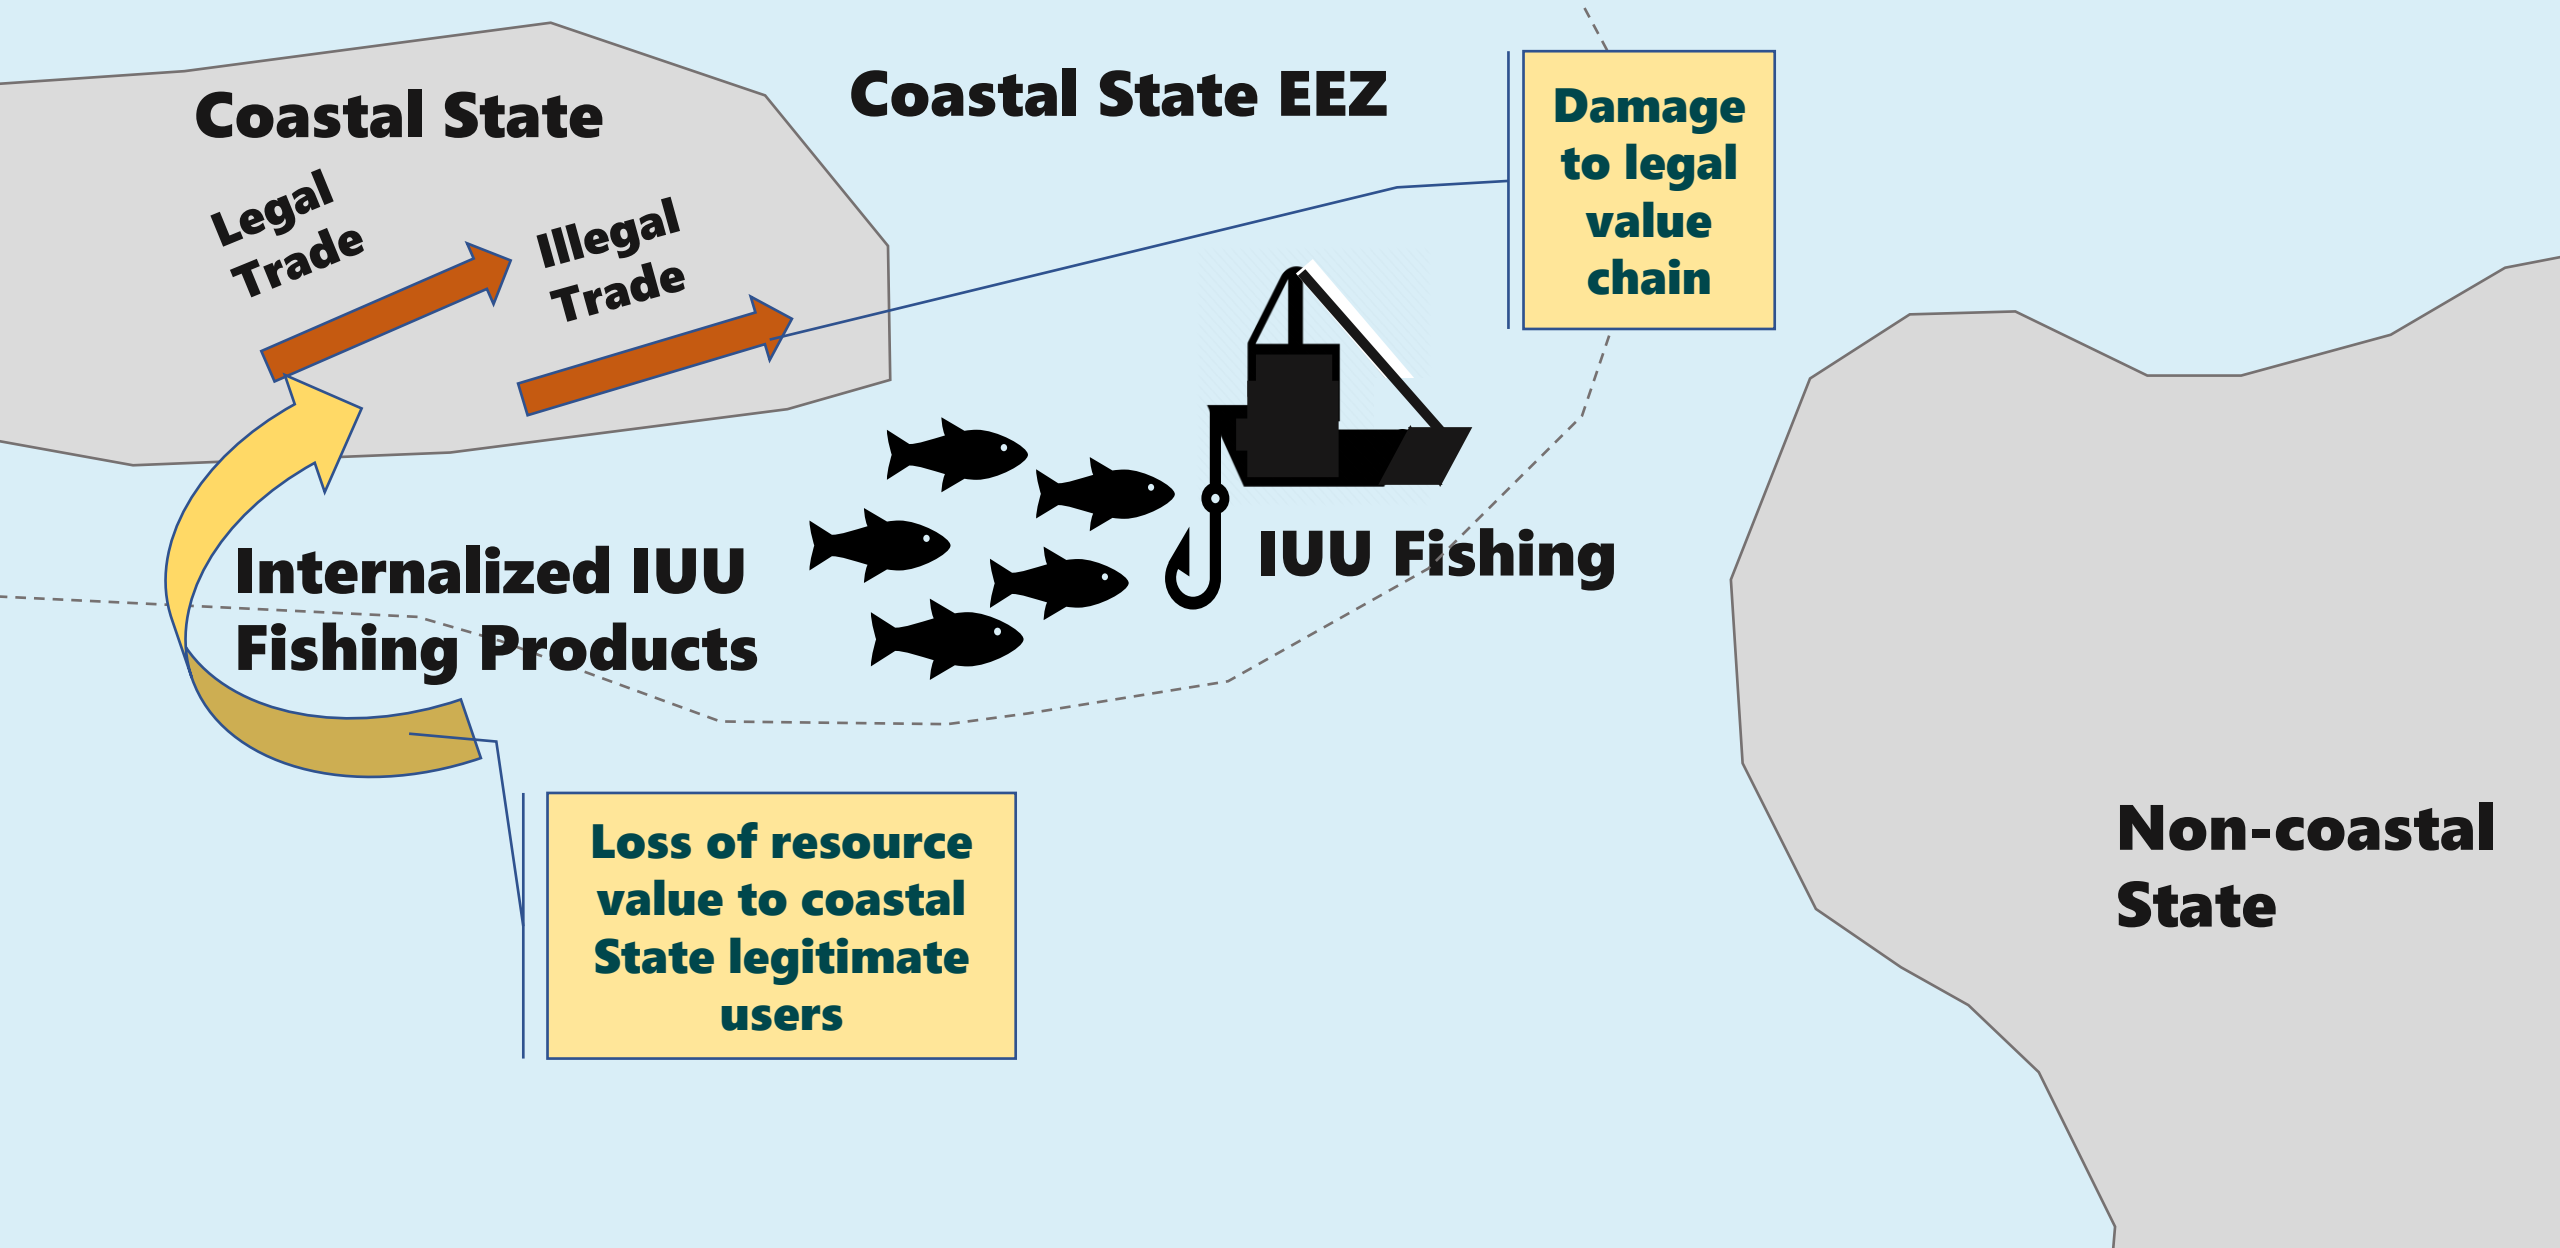 Coastal State
Coastal State EEZ
Damage
to legal
value
chain
Legal
Trade
Illegal
Trade
Internalized IUU
Fishing Products
IUU Fishing
Non-coastal
State
Loss of resource
value to coastal
State legitimate
users